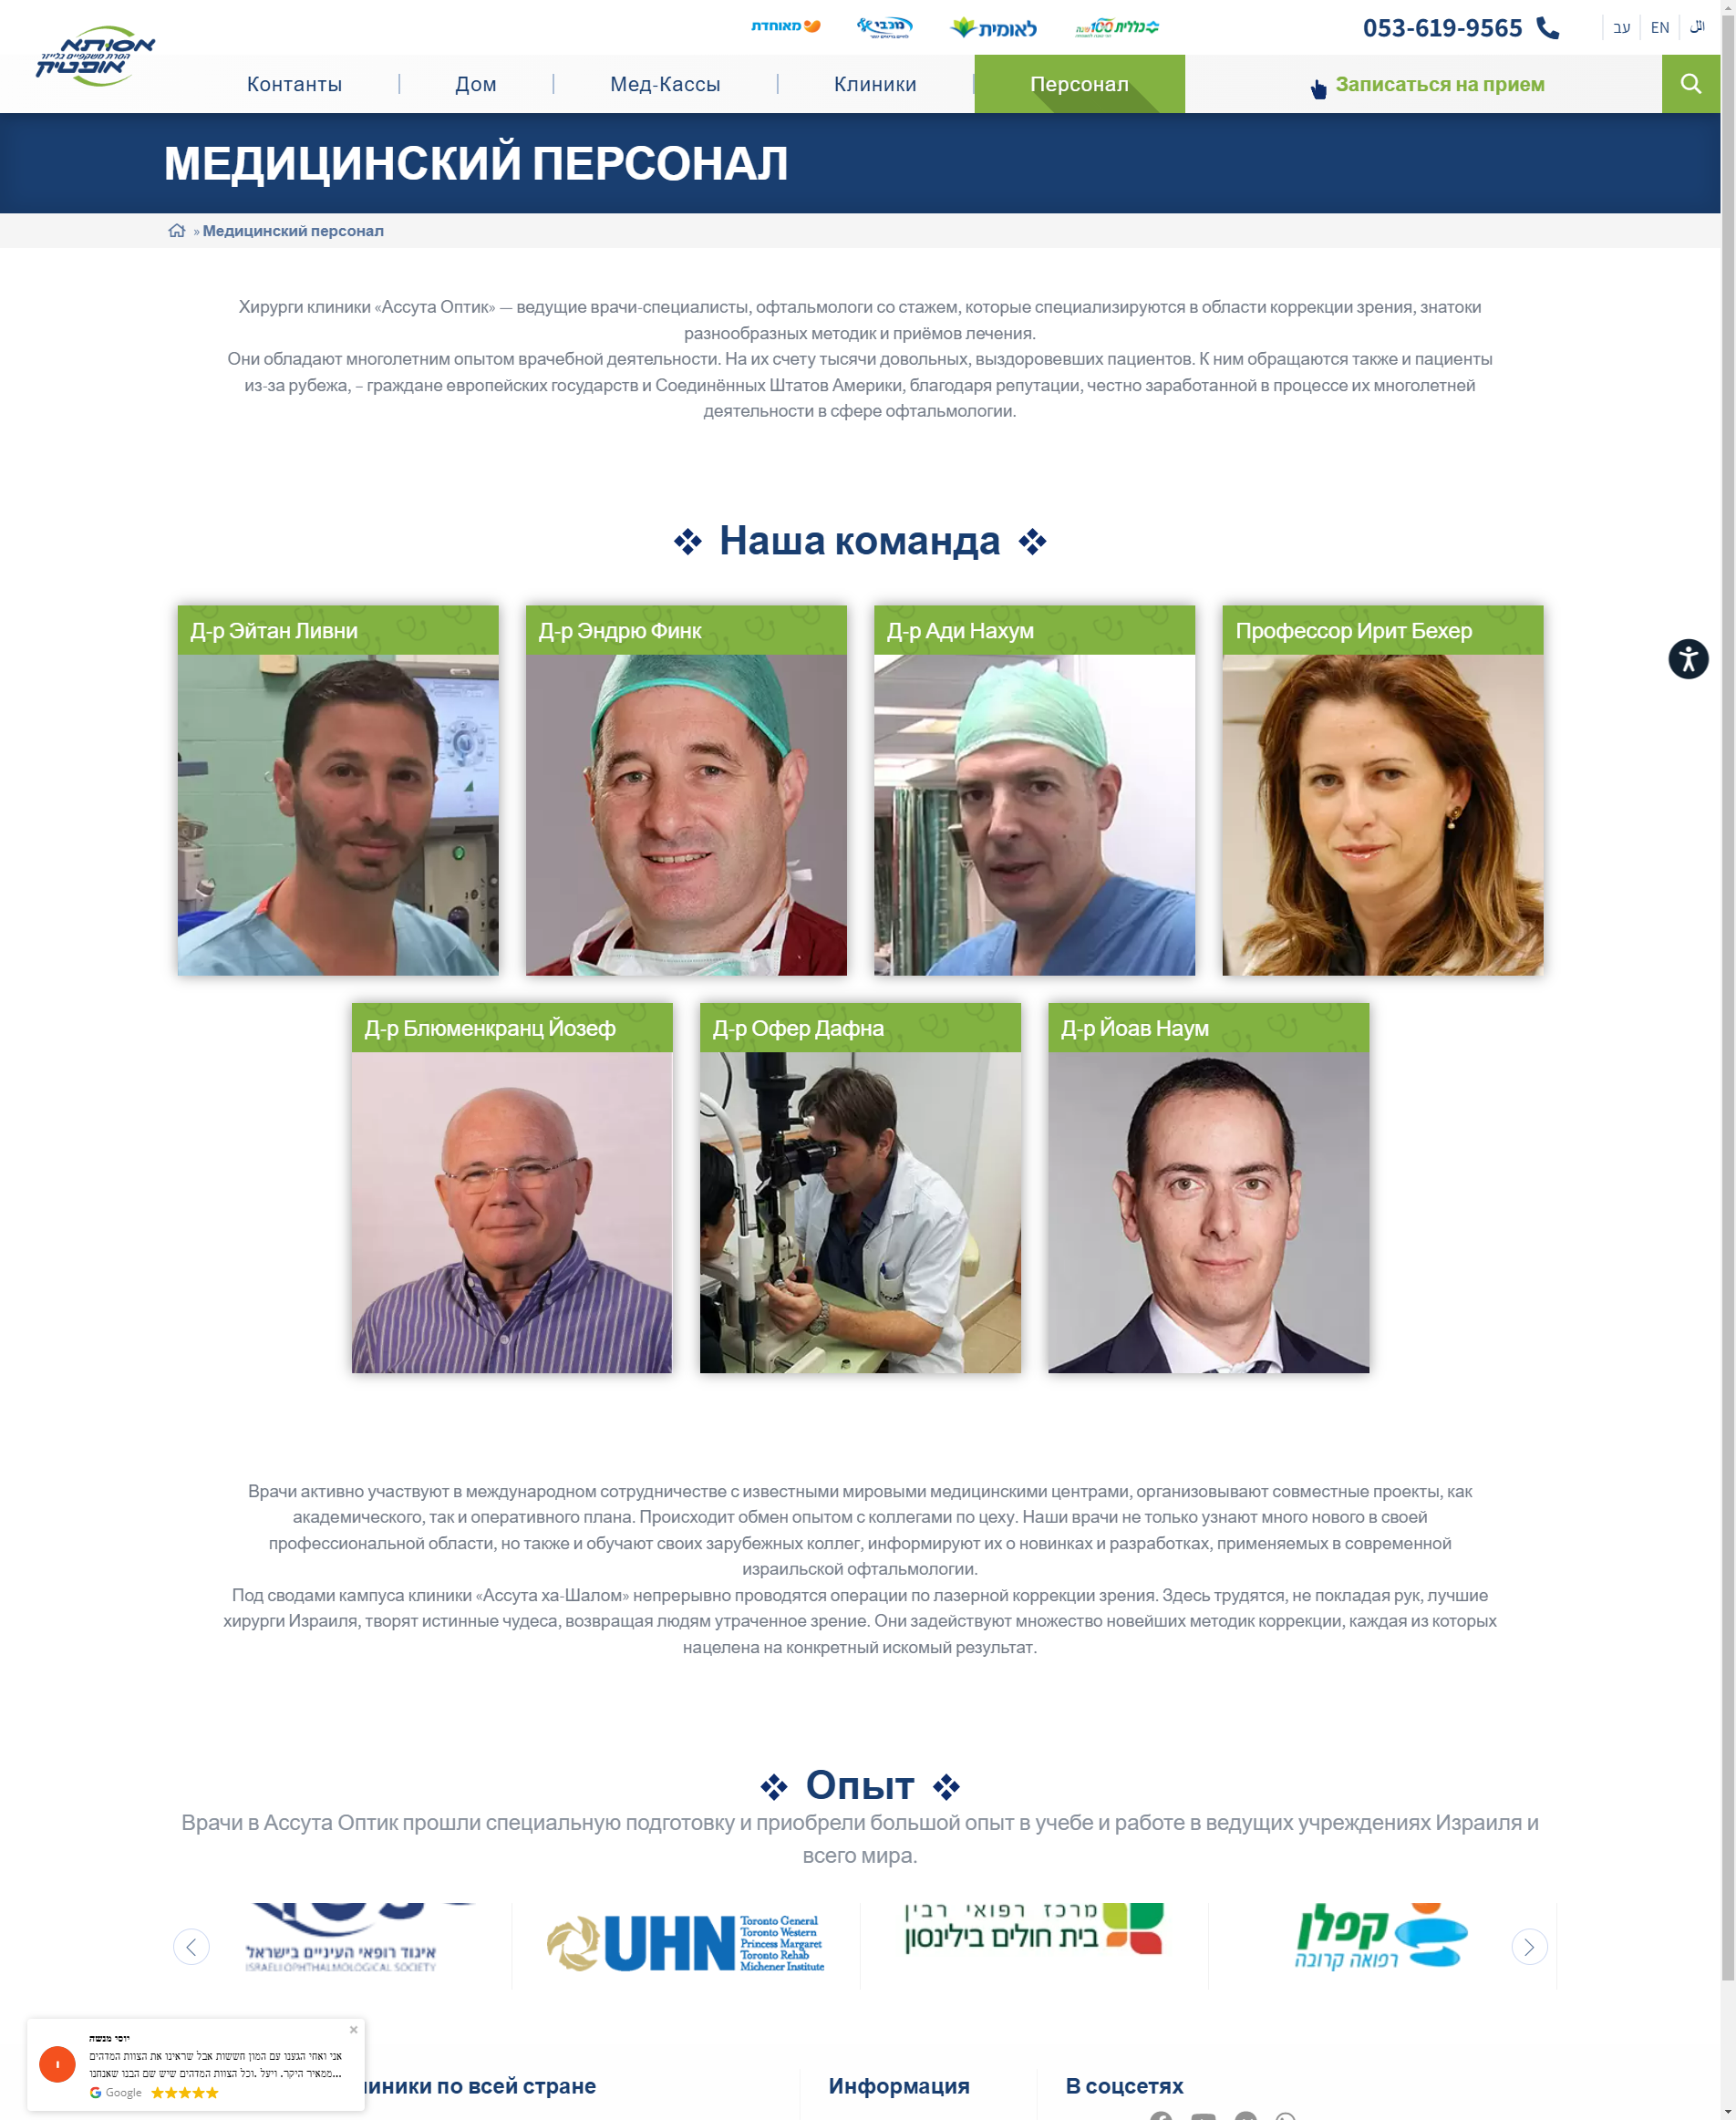 אסותא
הסרת משקפיים בלייזר
אופטיק
מאוחדת
מכבי
לאומית
כללית 100 שנה
053-619-9565
עב
EN
Контанты
Дом
Мед-Кассы
Клиники
Персонал
Записаться на прием
МЕДИЦИНСКИЙ ПЕРСОНАЛ
» Медицинский персонал
Хирурги клиники «Ассута Оптик» — ведущие врачи-специалисты, офтальмологи со стажем, которые специализируются в области коррекции зрения, знатоки
разнообразных методик и приёмов лечения.
Они обладают многолетним опытом врачебной деятельности. На их счету тысячи довольных, выздоровевших пациентов. К ним обращаются также и пациенты
из-за рубежа, – граждане европейских государств и Соединённых Штатов Америки, благодаря репутации, честно заработанной в процессе их многолетней
деятельности в сфере офтальмологии.
Наша команда
Д-р Эйтан Ливни
Д-р Эндрю Финк
Д-р Ади Нахум
Профессор Ирит Бехер
Д-р Блюменкранц Йозеф
Д-р Офер Дафна
Д-р Йоав Наум
Врачи активно участвуют в международном сотрудничестве с известными мировыми медицинскими центрами, организовывают совместные проекты, как
академического, так и оперативного плана. Происходит обмен опытом с коллегами по цеху. Наши врачи не только узнают много нового в своей
профессиональной области, но также и обучают своих зарубежных коллег, информируют их о новинках и разработках, применяемых в современной
израильской офтальмологии.
Под сводами кампуса клиники «Ассута ха-Шалом» непрерывно проводятся операции по лазерной коррекции зрения. Здесь трудятся, не покладая рук, лучшие
хирурги Израиля, творят истинные чудеса, возвращая людям утраченное зрение. Они задействуют множество новейших методик коррекции, каждая из которых
нацелена на конкретный искомый результат.
Опыт
Врачи в Ассута Оптик прошли специальную подготовку и приобрели большой опыт в учебе и работе в ведущих учреждениях Израиля и
всего мира.
איגוד רופאי העיניים בישראל
ISRAELI OPHTHALMOLOGICAL SOCIETY
UHN
Toronto General
Toronto Western
Princess Margaret
Toronto Rehab
Michener Institute
מרכז רפואי רבין
בית חולים בילינסון
קפלן
רפואה קרובה
יוסי מנשה
אני ואחי הגענו עם המון חששות אבל שראינו את הצוות המדהים
ממאיר היקר. ויעל .וכל הצוות המדהים שיש שם הבנו שאנחנו...
Google
иники по всей стране
Информация
В соцсетях